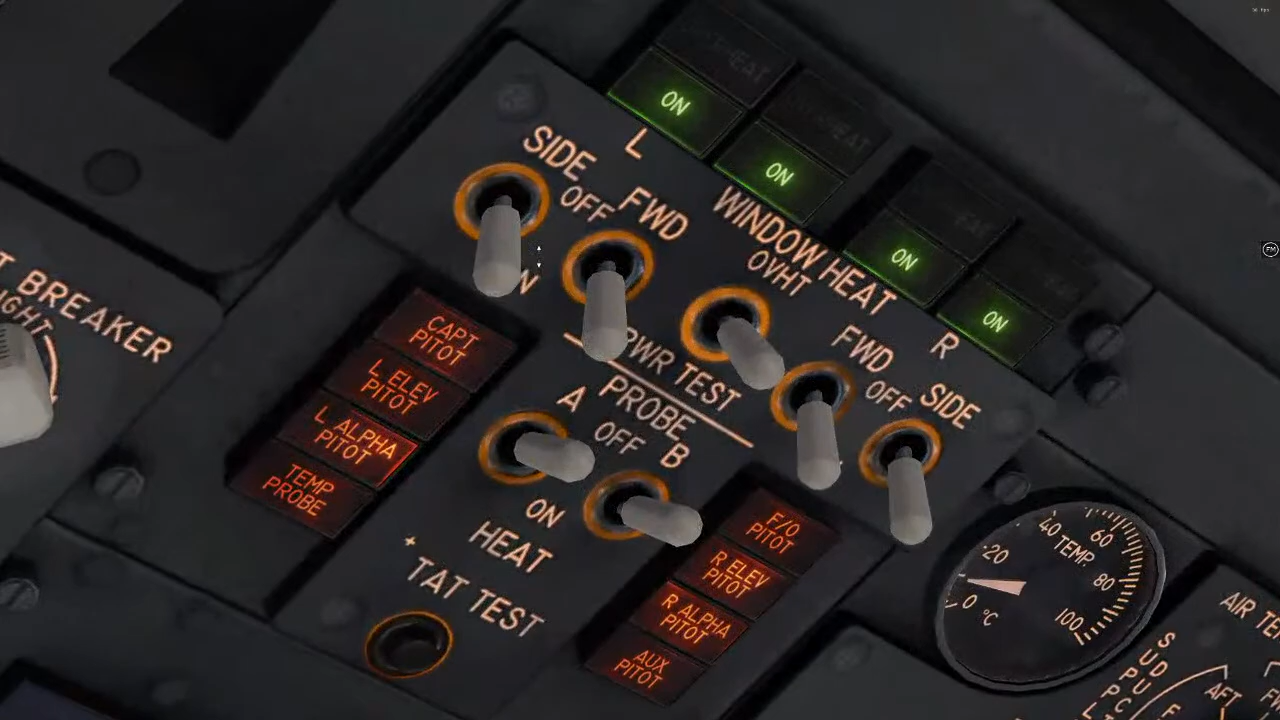 ON
ON
ON
ON
L
SIDE
OFF
FWD
WINDOW HEAT
OVHT
FWD
R
OFF
SIDE
PWR TEST
PROBE
A
OFF
B
ON
HEAT
TAT TEST
CAPT
PITOT
L ELEV
PITOT
L ALPHA
PITOT
TEMP
PROBE
F/O
PITOT
R ELEV
PITOT
R ALPHA
PITOT
AUX
PITOT
BREAKER
0
20
40
60
80
100
TEMP.
°C
AFT